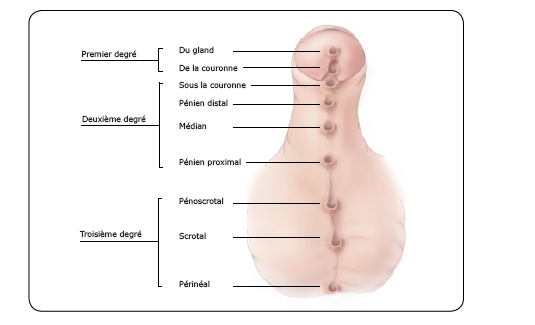 Premier degré
Du gland
De la couronne
Deuxième degré
Sous la couronne
Pénien distal
Médian
Pénien proximal
Troisième degré
Pénoscrotal
Scrotal
Périnéal